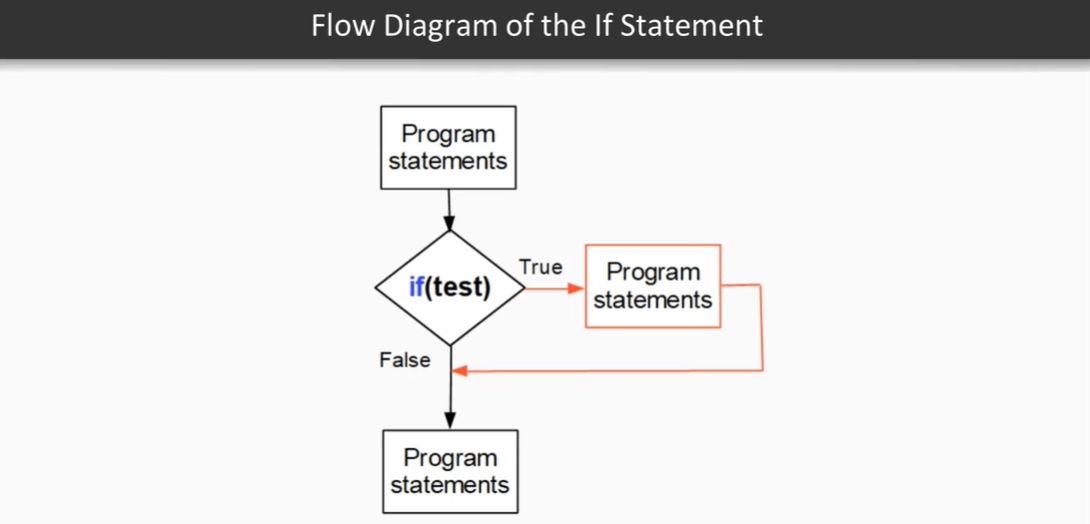 Flow Diagram of the If Statement
Program
statements
if(test)
True
Program
statements
False
Program
statements